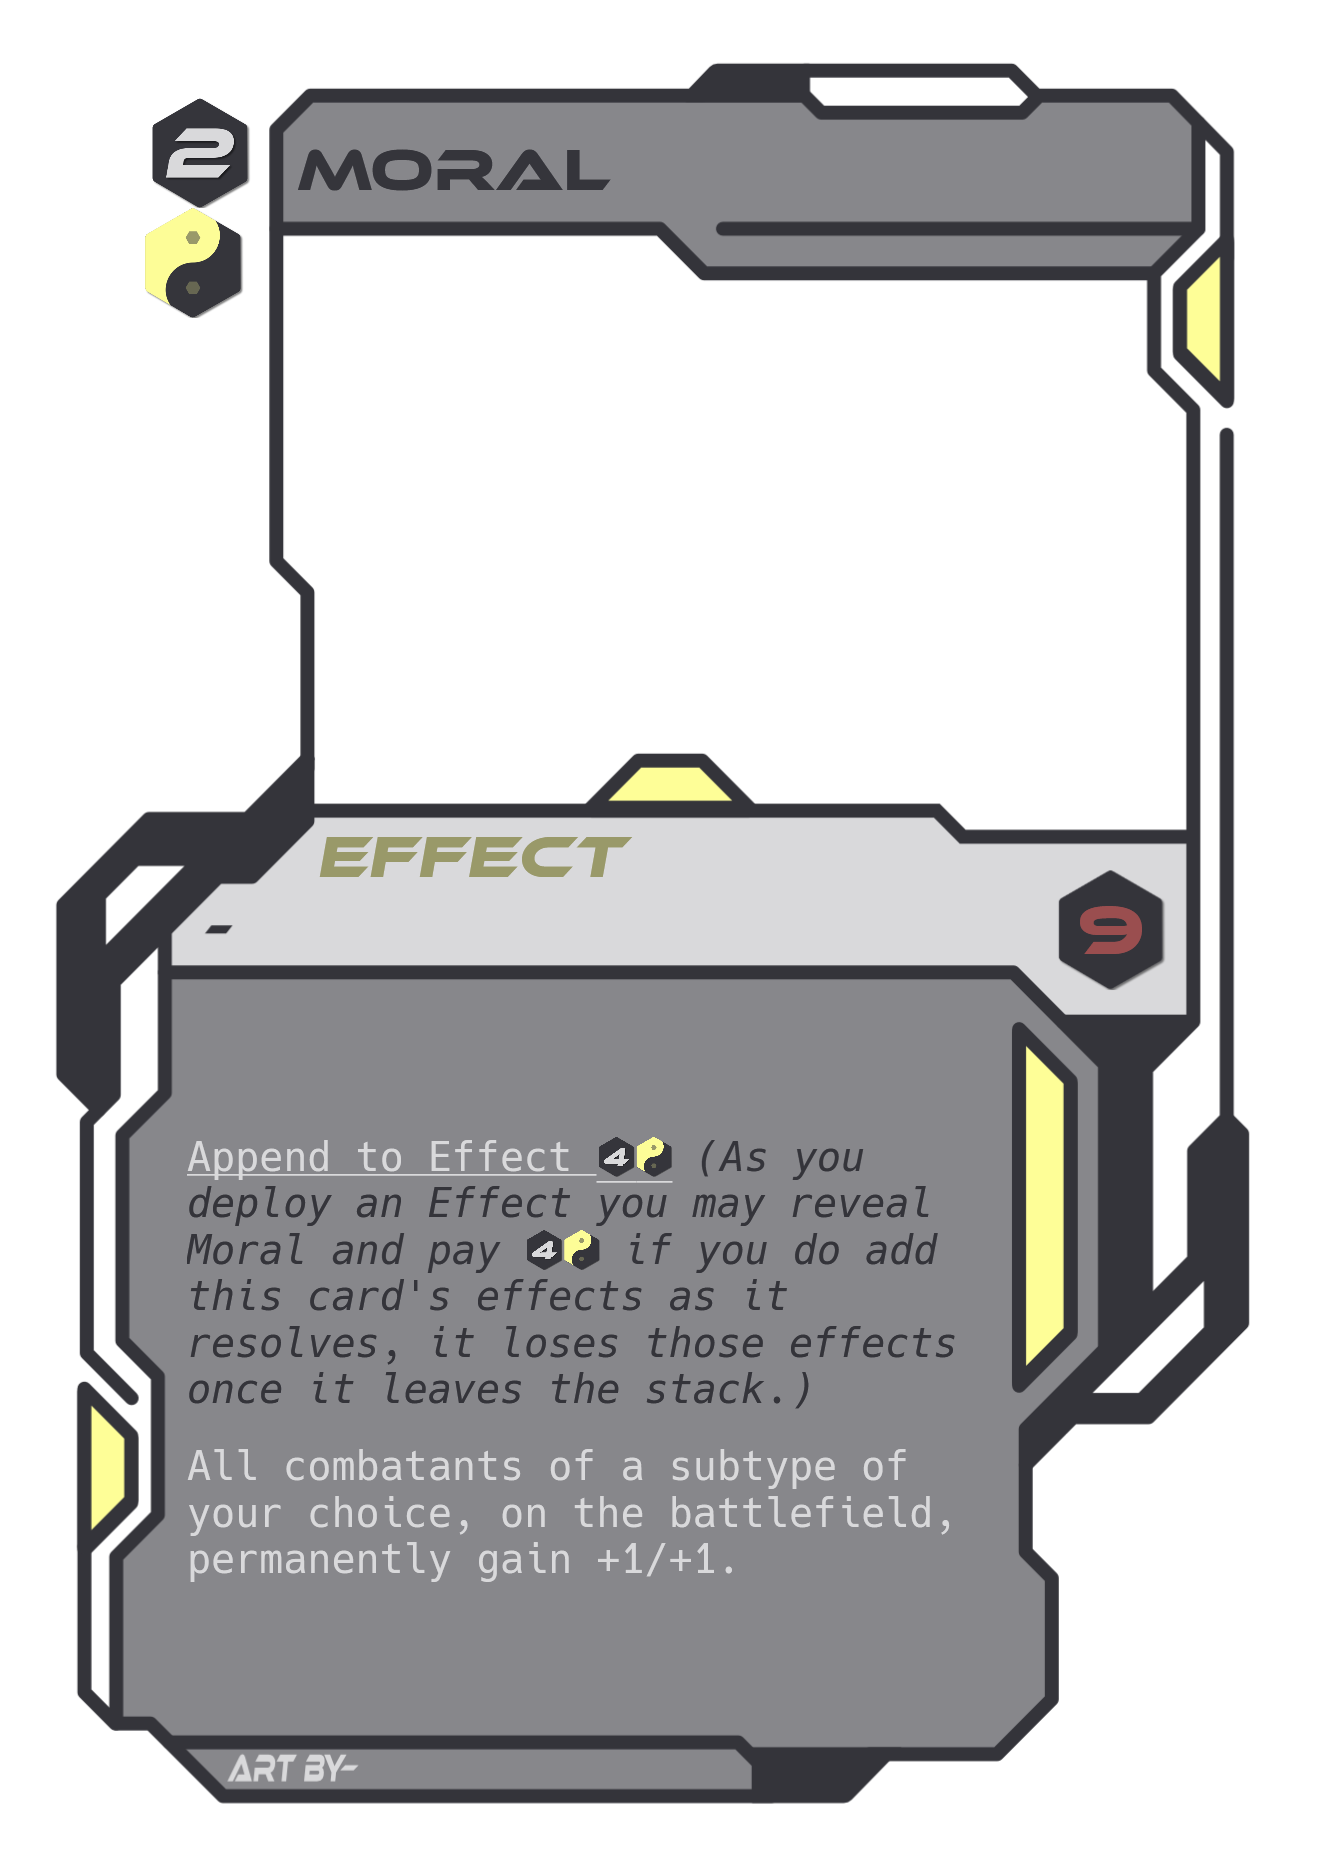 2
MORAL
EFFECT
-
9
Append to Effect 4 (As you
deploy an Effect you may reveal
Moral and pay 4 if you do add
this card's effects as it
resolves, it loses those effects
once it leaves the stack.)
All combatants of a subtype of
your choice, on the battlefield,
permanently gain +1/+1.
ART BY-